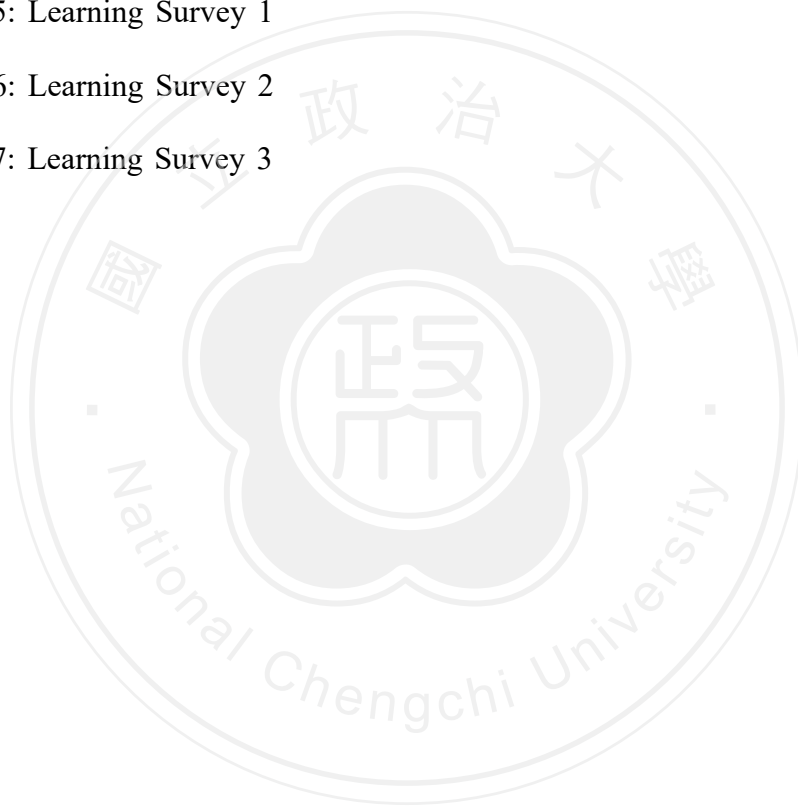 5: Learning Survey 1
6: Learning Survey 2
7: Learning Survey 3
國立政治大學
National Chengchi University